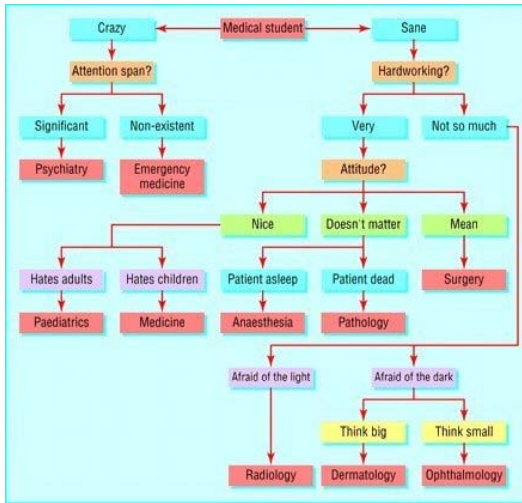 Crazy
Medical student
Sane
Attention span?
Hardworking?
Significant
Non-existent
Very
Not so much
Psychiatry
Emergency
medicine
Attitude?
Nice
Doesn't matter
Mean
Hates adults
Hates children
Patient asleep
Patient dead
Surgery
Paediatrics
Medicine
Anaesthesia
Pathology
Afraid of the light
Afraid of the dark
Think big
Think small
Radiology
Dermatology
Ophthalmology